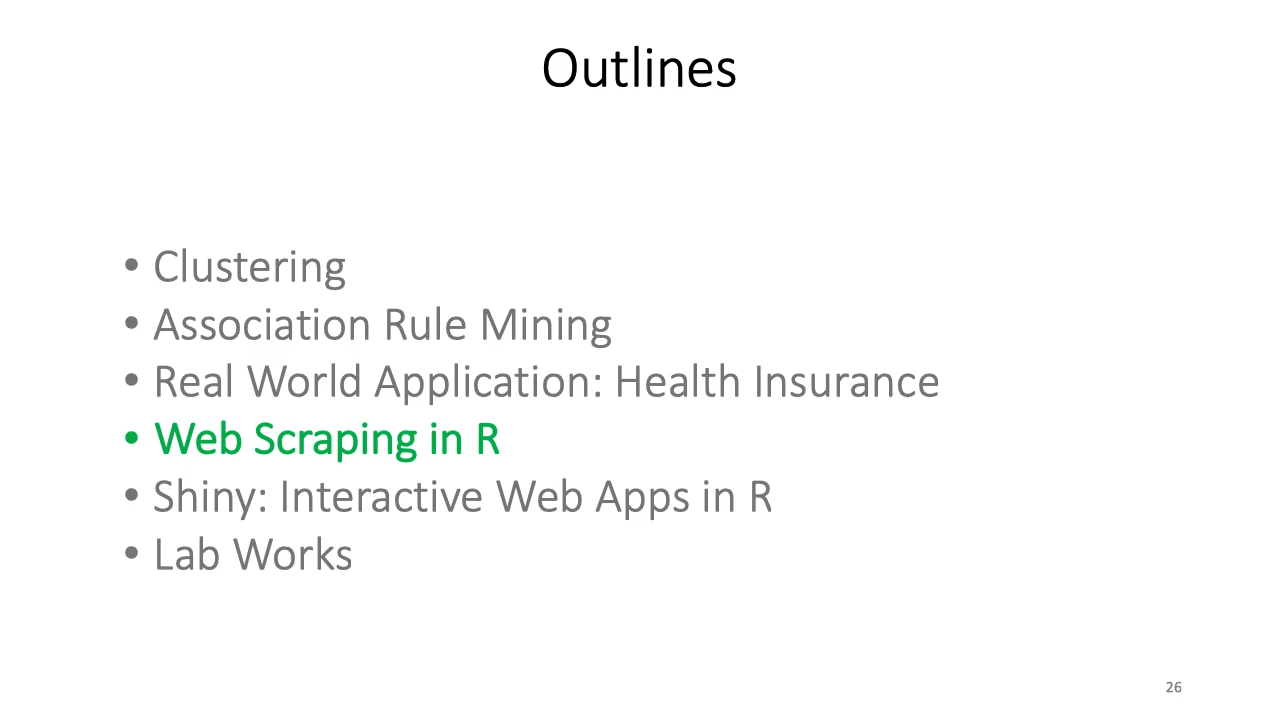 Outlines
• Clustering
• Association Rule Mining
• Real World Application: Health Insurance
• Web Scraping in R
• Shiny: Interactive Web Apps in R
• Lab Works
26